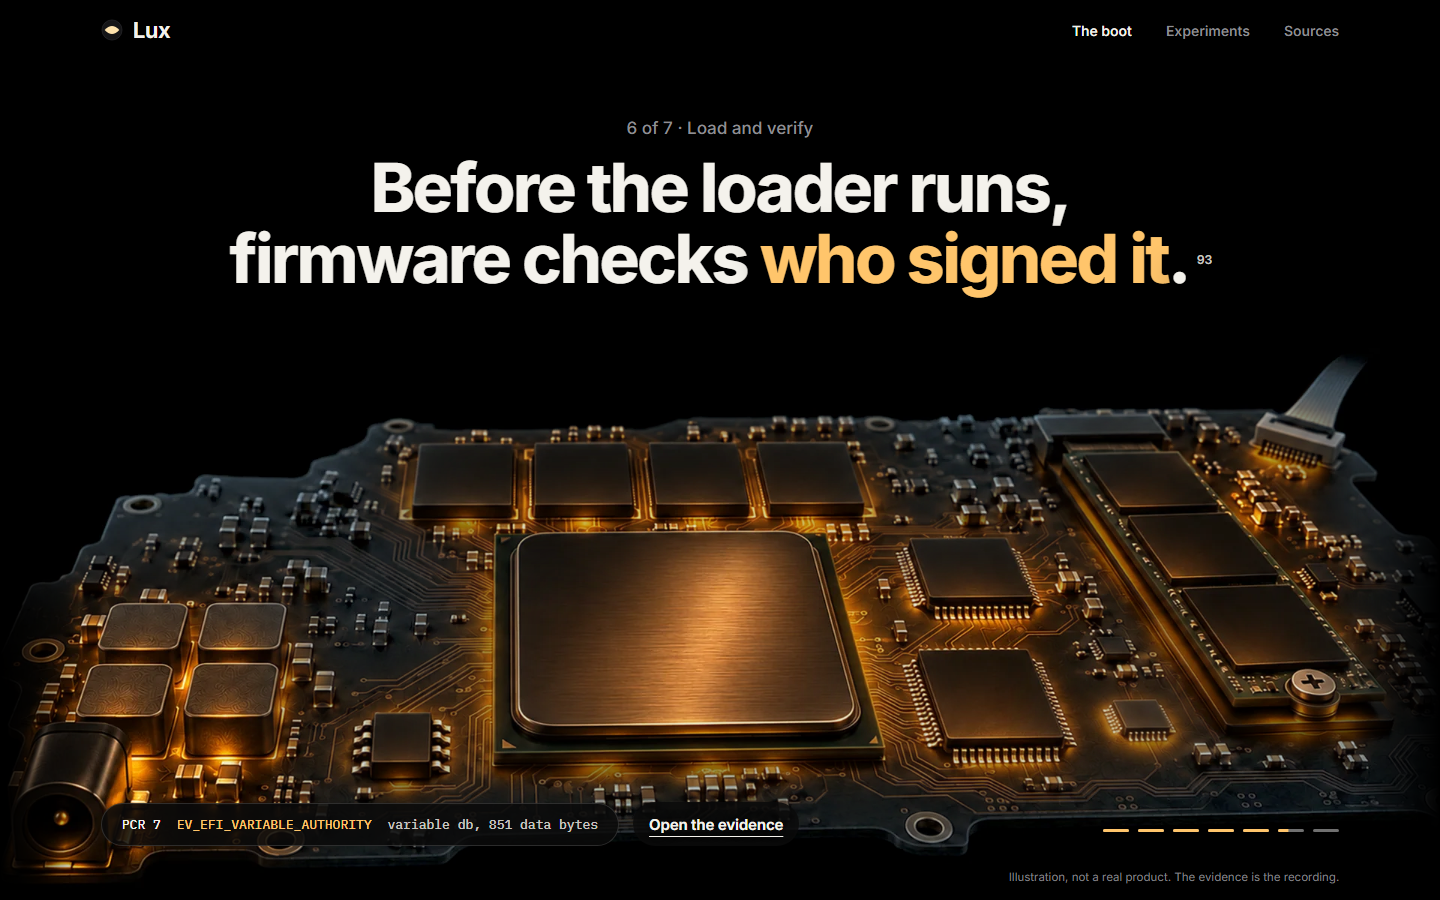 Lux
The boot
Experiments
Sources
6 of 7 · Load and verify
Before the loader runs,
firmware checks who signed it. 93
PCR 7 EV_EFI_VARIABLE_AUTHORITY variable db, 851 data bytes
Open the evidence
Illustration, not a real product. The evidence is the recording.